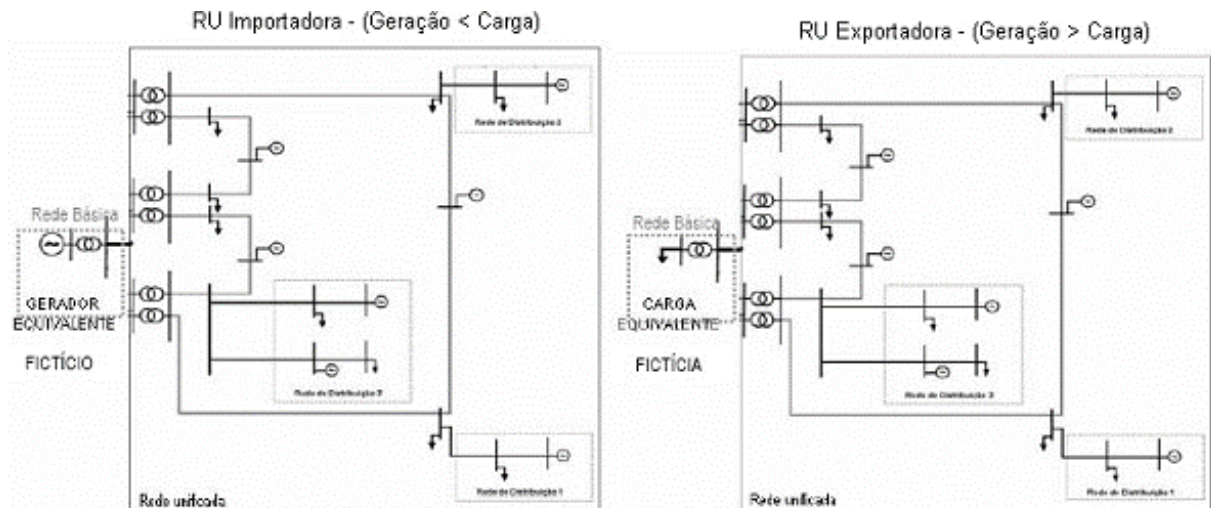 RU Importadora - (Geração < Carga)
Rede de Distribuição 2
Rede Básica
GERADOR
EQUIVALENTE
FICTÍCIO
Rede de Distribuição 3
Rede de Distribuição 1
Rede unificada
RU Exportadora - (Geração > Carga)
Rede de Distribuição 2
Rede Básica
CARGA
EQUIVALENTE
FICTÍCIA
Rede de Distribuição 3
Rede de Distribuição 1
Rede unificada